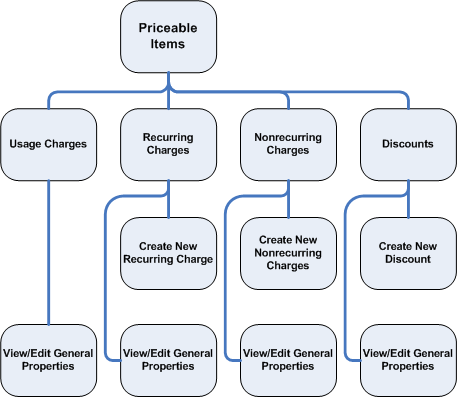 Priceable
Items
Usage Charges
Recurring
Charges
Nonrecurring
Charges
Discounts
Create New
Recurring Charge
Create New
Nonrecurring
Charges
Create New
Discount
View/Edit General
Properties
View/Edit General
Properties
View/Edit General
Properties
View/Edit General
Properties